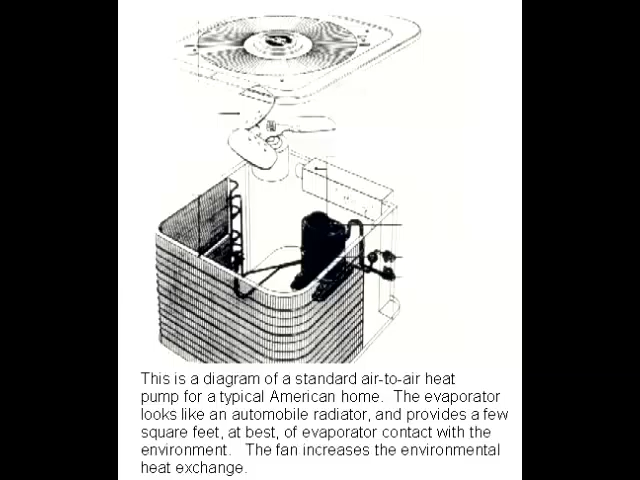 This is a diagram of a standard air-to-air heat
pump for a typical American home. The evaporator
looks like an automobile radiator, and provides a few
square feet, at best, of evaporator contact with the
environment. The fan increases the environmental
heat exchange.